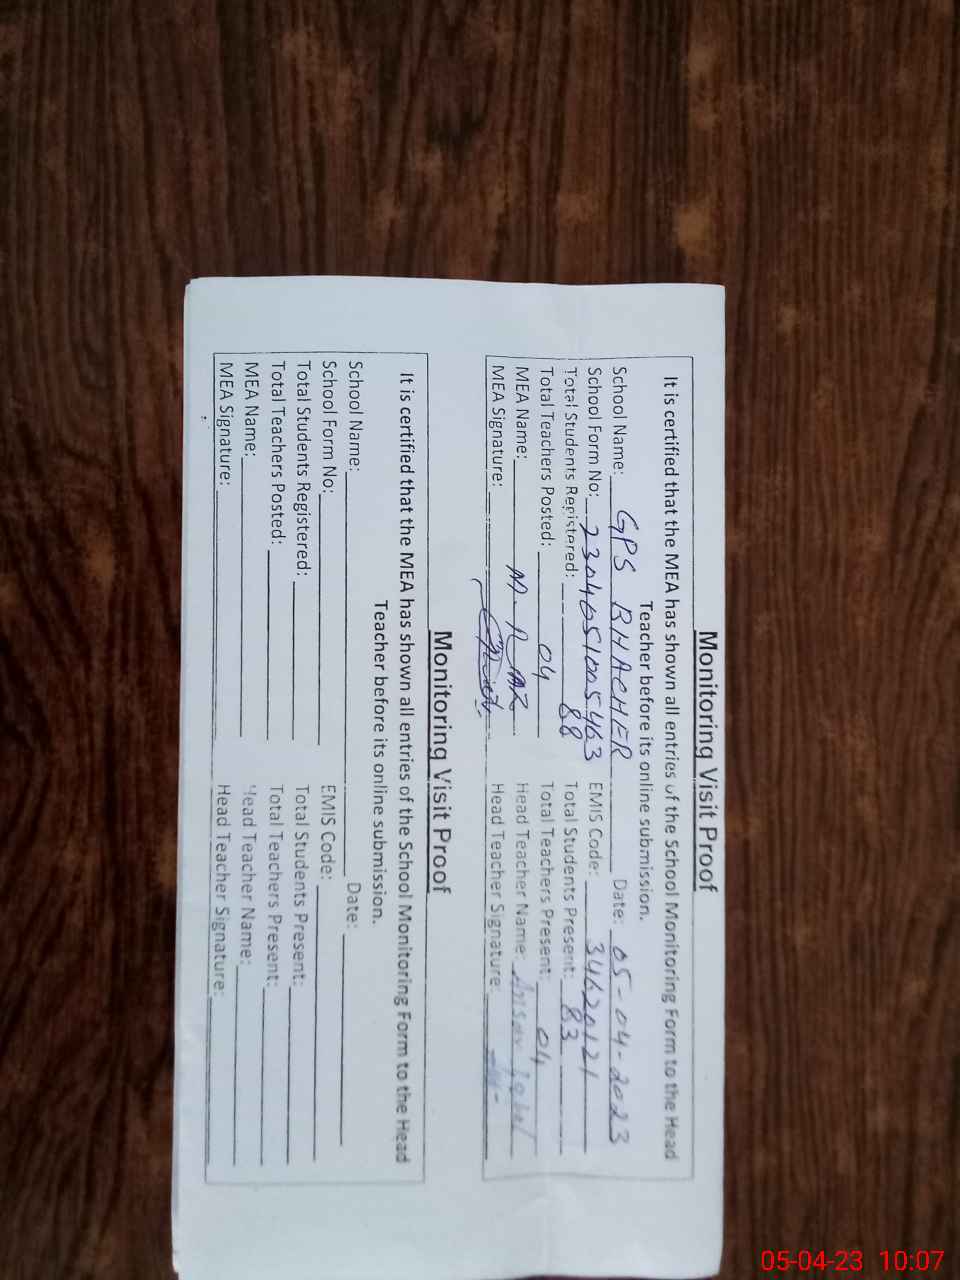 Monitoring Visit Proof
It is certified that the MEA has shown all entries of the School Monitoring Form to the Head
Teacher before its online submission.
School Name: GPS BHACHER Date: 05-04-2023
School Form No: 2304651005463 EMIS Code: 34620121
Total Students Registered: 88 Total Students Present: 83
Total Teachers Posted: 04 Total Teachers Present: 04
MEA Name: Head Teacher Name: Ansar Iqbal
MEA Signature: Head Teacher Signature:
Monitoring Visit Proof
It is certified that the MEA has shown all entries of the School Monitoring Form to the Head
Teacher before its online submission.
School Name: Date:
School Form No: EMIS Code:
Total Students Registered: Total Students Present:
Total Teachers Posted: Total Teachers Present:
MEA Name: Head Teacher Name:
MEA Signature: Head Teacher Signature:
05-04-23 10:07